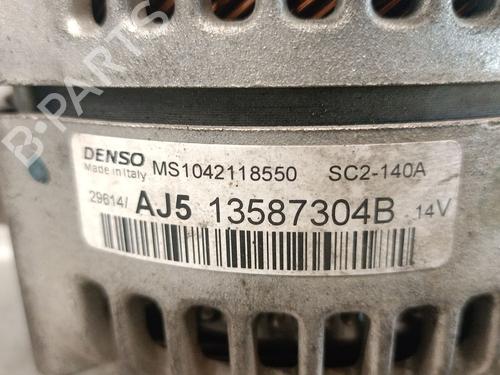 B-PARTS
DENSO MS1042118550 SC2-140A
Made in Italy
29614/ AJ5 13587304B 14V